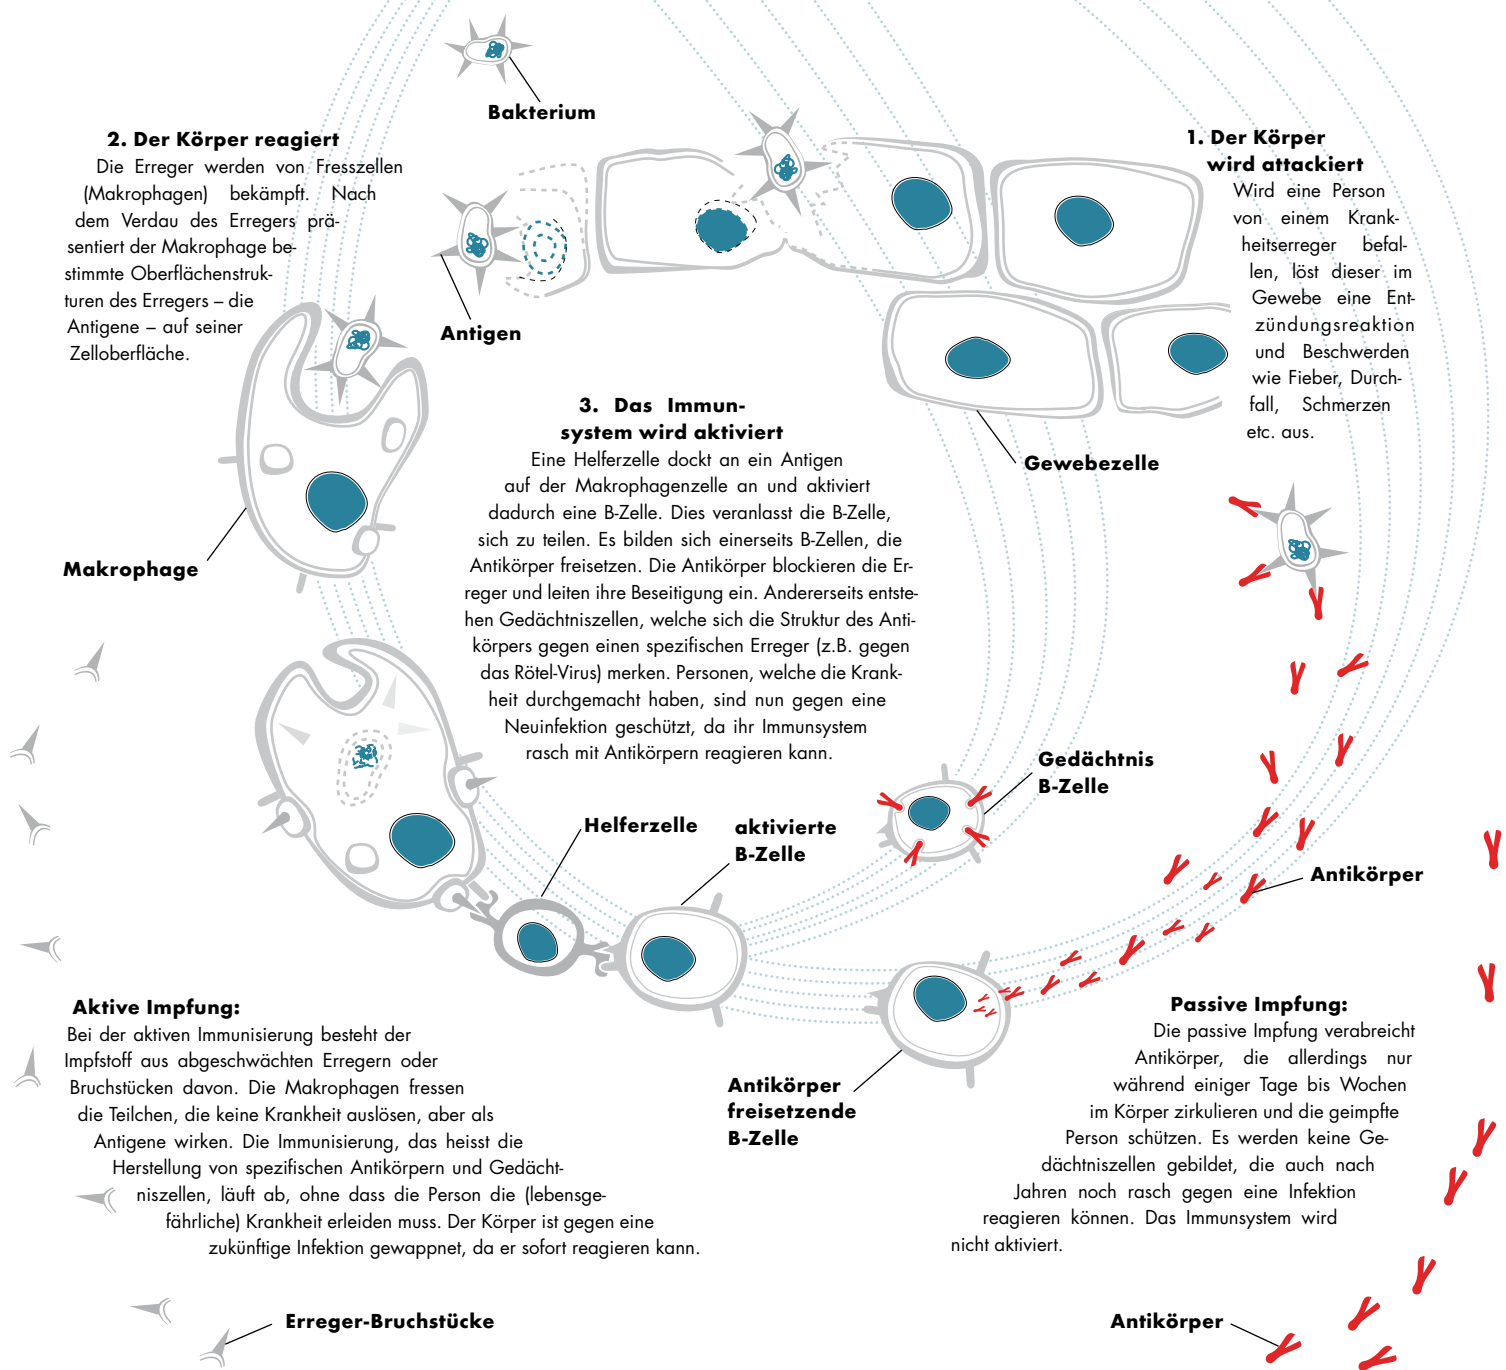 Bakterium
1. Der Körper
wird attackiert
Wird eine Person
von einem Krank-
heitserreger befal-
len, löst dieser im
Gewebe eine Ent-
zündungsreaktion
und Beschwerden
wie Fieber, Durch-
fall, Schmerzen
etc. aus.
2. Der Körper reagiert
Die Erreger werden von Fresszellen
(Makrophagen) bekämpft. Nach
dem Verdau des Erregers prä-
sentiert der Makrophage be-
stimmte Oberflächenstruk-
turen des Erregers – die
Antigene – auf seiner
Zelloberfläche.
Antigen
Gewebezelle
Makrophage
3. Das Immun-
system wird aktiviert
Eine Helferzelle dockt an ein Antigen
auf der Makrophagenzelle an und aktiviert
dadurch eine B-Zelle. Dies veranlasst die B-Zelle,
sich zu teilen. Es bilden sich einerseits B-Zellen, die
Antikörper freisetzen. Die Antikörper blockieren die Er-
reger und leiten ihre Beseitigung ein. Andererseits entste-
hen Gedächtniszellen, welche sich die Struktur des Anti-
körpers gegen einen spezifischen Erreger (z.B. gegen
das Rötel-Virus) merken. Personen, welche die Krank-
heit durchgemacht haben, sind nun gegen eine
Neuinfektion geschützt, da ihr Immunsystem
rasch mit Antikörpern reagieren kann.
Gedächtnis
B-Zelle
Helferzelle
aktivierte
B-Zelle
Antikörper
Antikörper
freisetzende
B-Zelle
Aktive Impfung:
Bei der aktiven Immunisierung besteht der
Impfstoff aus abgeschwächten Erregern oder
Bruchstücken davon. Die Makrophagen fressen
die Teilchen, die keine Krankheit auslösen, aber als
Antigene wirken. Die Immunisierung, das heisst die
Herstellung von spezifischen Antikörpern und Gedächt-
niszellen, läuft ab, ohne dass die Person die (lebensge-
fährliche) Krankheit erleiden muss. Der Körper ist gegen eine
zukünftige Infektion gewappnet, da er sofort reagieren kann.
Passive Impfung:
Die passive Impfung verabreicht
Antikörper, die allerdings nur
während einiger Tage bis Wochen
im Körper zirkulieren und die geimpfte
Person schützen. Es werden keine Ge-
dächtniszellen gebildet, die auch nach
Jahren noch rasch gegen eine Infektion
reagieren können. Das Immunsystem wird
nicht aktiviert.
Erreger-Bruchstücke
Antikörper